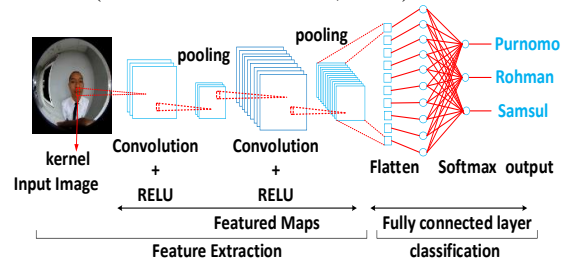 pooling
pooling
Purnomo
Rohman
Samsul
kernel
Input Image
Convolution
+
RELU
Convolution
+
RELU
Flatten
Softmax output
Featured Maps
Fully connected layer
Feature Extraction
classification